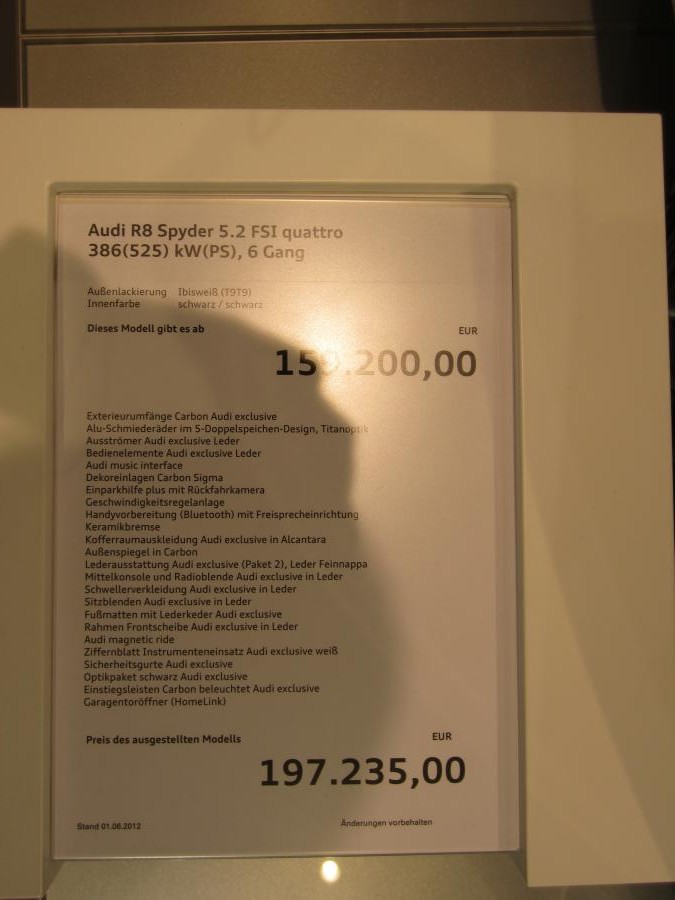 Audi R8 Spyder 5.2 FSI quattro
386(525) kW(PS), 6 Gang
Außenlackierung Ibisweiß (T9T9)
Innenfarbe schwarz / schwarz
Dieses Modell gibt es ab EUR
159.200,00
Exterieurumfänge Carbon Audi exclusive
Alu-Schmiederäder im 5-Doppelspeichen-Design, Titanoptik
Ausströmer Audi exclusive Leder
Bedienelemente Audi exclusive Leder
Audi music interface
Dekoreinlagen Carbon Sigma
Einparkhilfe plus mit Rückfahrkamera
Geschwindigkeitsregelanlage
Handyvorbereitung (Bluetooth) mit Freisprecheinrichtung
Keramikbremse
Kofferraumauskleidung Audi exclusive in Alcantara
Außenspiegel in Carbon
Lederausstattung Audi exclusive (Paket 2), Leder Feinnappa
Mittelkonsole und Radioblende Audi exclusive in Leder
Schwellerverkleidung Audi exclusive in Leder
Sitzblenden Audi exclusive in Leder
Fußmatten mit Lederkeder Audi exclusive
Rahmen Frontscheibe Audi exclusive in Leder
Audi magnetic ride
Ziffernblatt Instrumenteneinsatz Audi exclusive weiß
Sicherheitsgurte Audi exclusive
Optikpaket schwarz Audi exclusive
Einstiegsleisten Carbon beleuchtet Audi exclusive
Garagentoröffner (HomeLink)
Preis des ausgestellten Modells EUR
197.235,00
Stand 01.06.2012 Änderungen vorbehalten